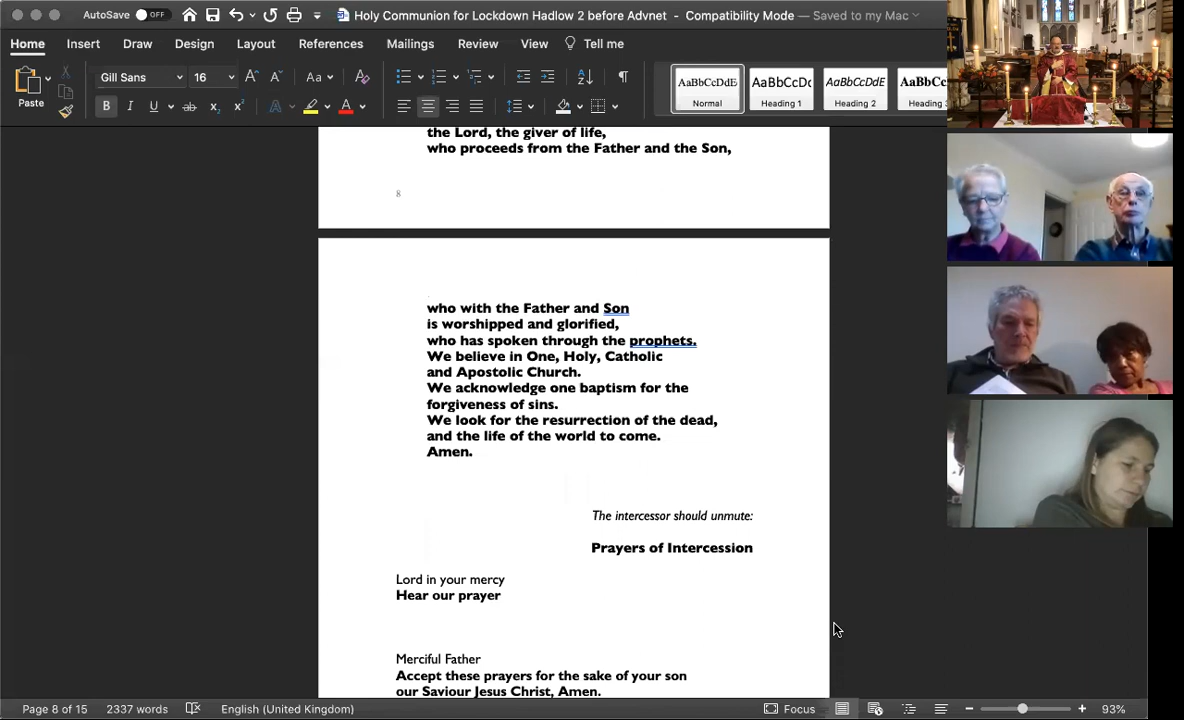 AutoSave OFF
Holy Communion for Lockdown Hadlow 2 before Advnet - Compatibility Mode — Saved to my Mac
Home Insert Draw Design Layout References Mailings Review View Tell me
Paste
Gill Sans 16 A A Aa A
B I U ab x₂ x² A A
AaBbCcDdE AaBbCcDc AaBbCcDdE AaBbCc
Normal Heading 1 Heading 2 Heading
the Lord, the giver of life,
who proceeds from the Father and the Son,
8
who with the Father and Son
is worshipped and glorified,
who has spoken through the prophets.
We believe in One, Holy, Catholic
and Apostolic Church.
We acknowledge one baptism for the
forgiveness of sins.
We look for the resurrection of the dead,
and the life of the world to come.
Amen.
The intercessor should unmute:
Prayers of Intercession
Lord in your mercy
Hear our prayer
Merciful Father
Accept these prayers for the sake of your son
our Saviour Jesus Christ, Amen.
Page 8 of 15 2337 words English (United Kingdom) Focus 93%